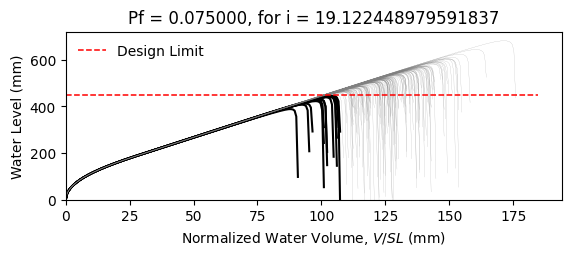 Pf = 0.075000, for i = 19.122448979591837
Design Limit
Water Level (mm)
600
400
200
0
0 25 50 75 100 125 150 175
Normalized Water Volume, V/SL (mm)